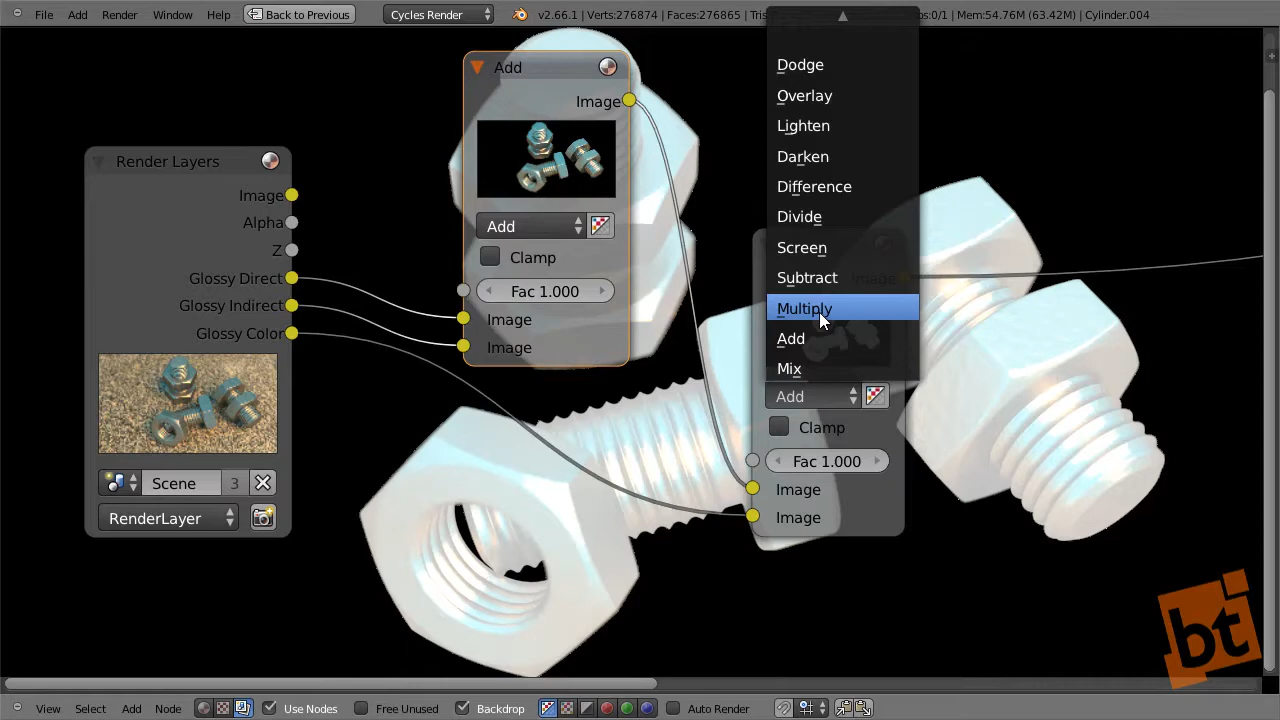 File Add Render Window Help Back to Previous Cycles Render v2.66.1 | Verts:276874 | Faces:276865 | Tris 0/1 | Mem:54.76M (63.42M) | Cylinder.004
Add
Image
Add
Clamp
Fac 1.000
Image
Image
Render Layers
Image
Alpha
Z
Glossy Direct
Glossy Indirect
Glossy Color
Scene 3
RenderLayer
Dodge
Overlay
Lighten
Darken
Difference
Divide
Screen
Subtract
Image
Multiply
Add
Mix
Add
Clamp
Fac 1.000
Image
Image
bt
View Select Add Node Use Nodes Free Unused Backdrop Auto Render